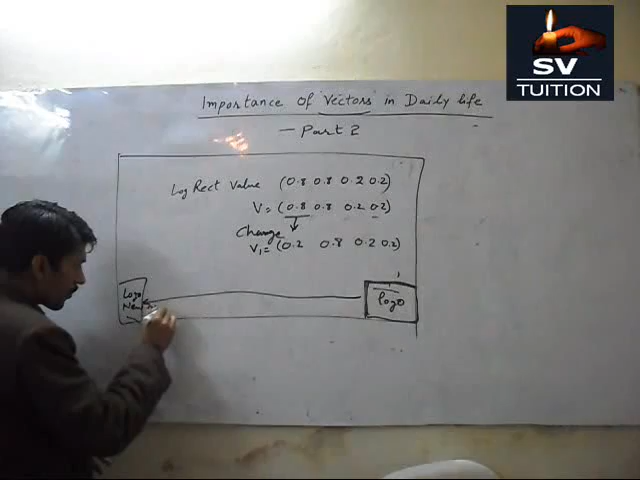 SV
TUITION
Importance of Vectors in Daily life
- Part 2
Log Rect Value (0.8 0.8 0.2 0.2)
V = (0.8 0.8 0.2 0.2)
Change
V₁ = (0.2 0.8 0.2 0.2)
Logo
New
logo